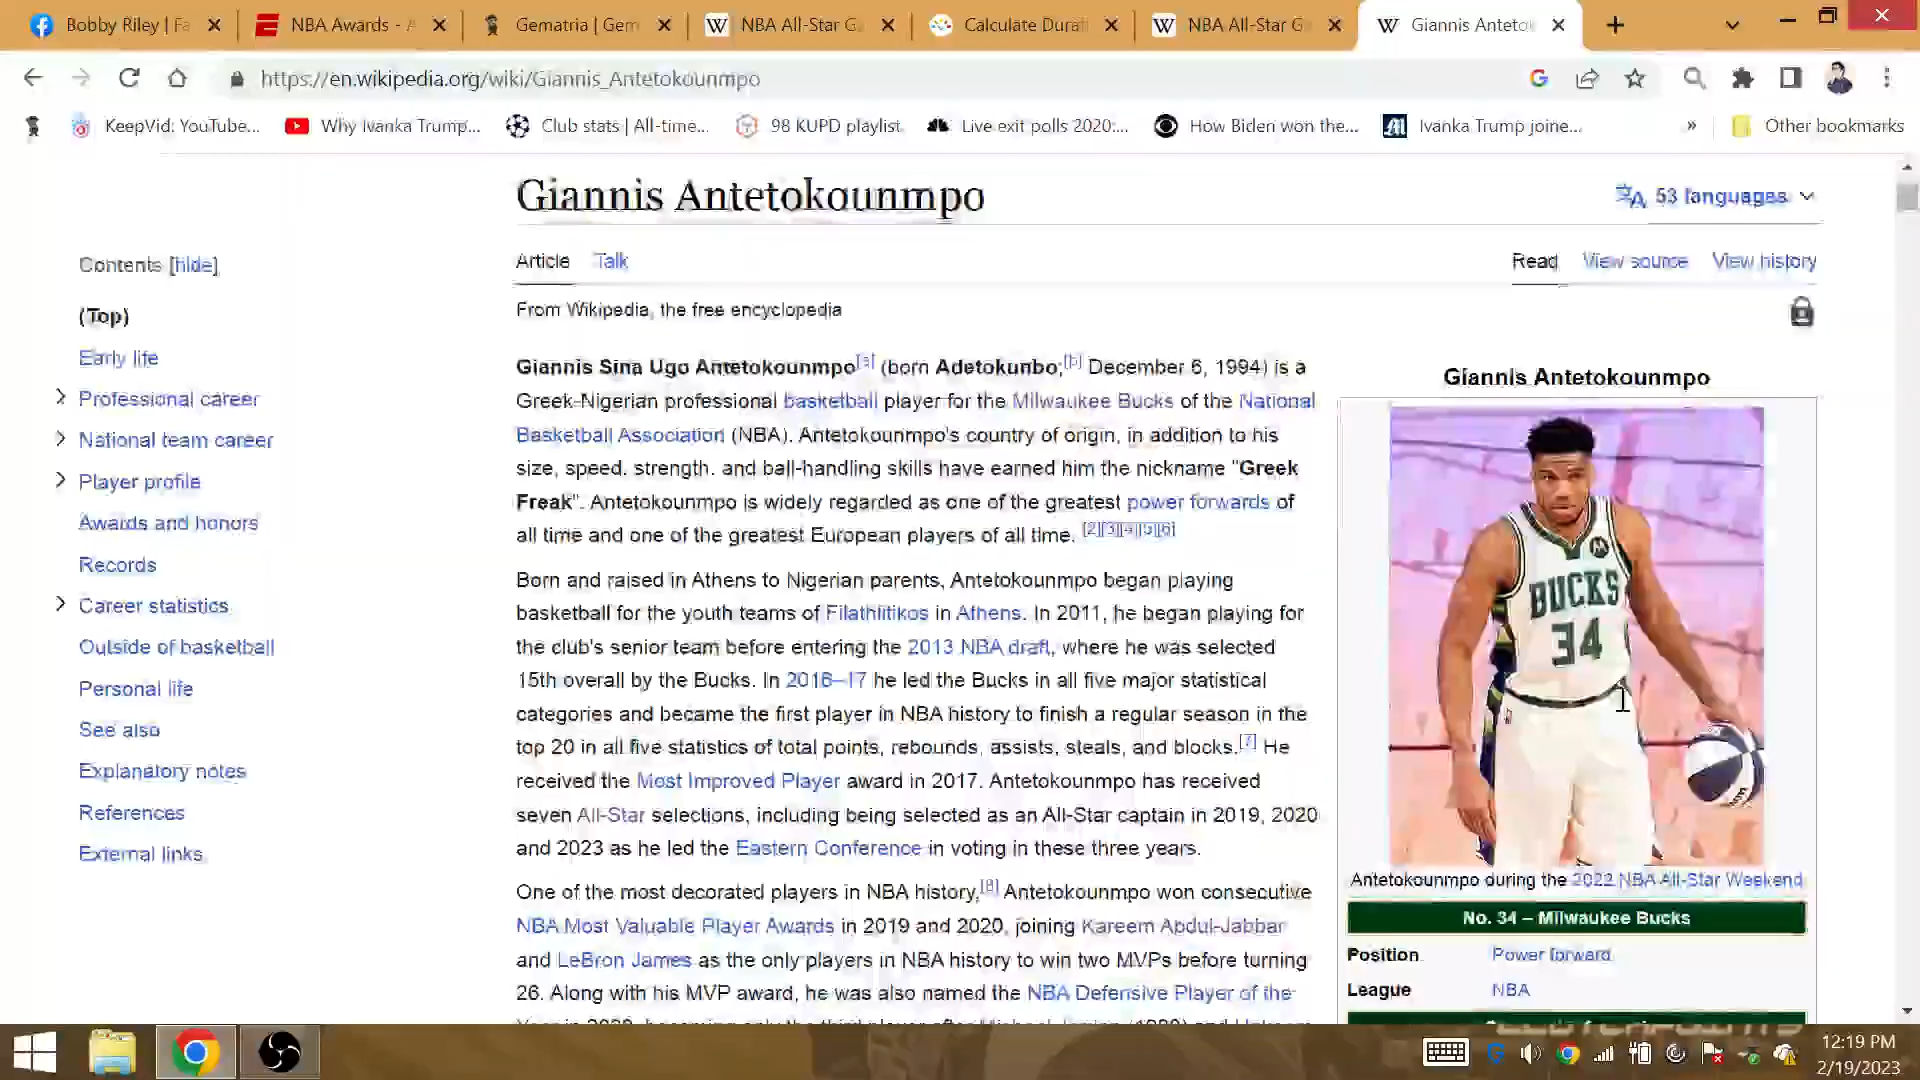 Bobby Riley | Fa
NBA Awards - A
Gematria | Gem
NBA All-Star G
Calculate Durati
NBA All-Star G
Giannis Anteto
https://en.wikipedia.org/wiki/Giannis_Antetokounmpo
KeepVid: YouTube...
Why Ivanka Trump...
Club stats | All-time...
98 KUPD playlist
Live exit polls 2020:...
How Biden won the...
Ivanka Trump joine...
»
Other bookmarks
Giannis Antetokounmpo
53 languages
Contents [hide]
(Top)
Early life
Professional career
National team career
Player profile
Awards and honors
Records
Career statistics
Outside of basketball
Personal life
See also
Explanatory notes
References
External links
Article Talk
Read View source View history
From Wikipedia, the free encyclopedia
Giannis Sina Ugo Antetokounmpo[a] (born Adetokunbo;[b] December 6, 1994) is a
Greek-Nigerian professional basketball player for the Milwaukee Bucks of the National
Basketball Association (NBA). Antetokounmpo's country of origin, in addition to his
size, speed, strength, and ball-handling skills have earned him the nickname "Greek
Freak". Antetokounmpo is widely regarded as one of the greatest power forwards of
all time and one of the greatest European players of all time. [2][3][4][5][6]
Born and raised in Athens to Nigerian parents, Antetokounmpo began playing
basketball for the youth teams of Filathlitikos in Athens. In 2011, he began playing for
the club's senior team before entering the 2013 NBA draft, where he was selected
15th overall by the Bucks. In 2016–17 he led the Bucks in all five major statistical
categories and became the first player in NBA history to finish a regular season in the
top 20 in all five statistics of total points, rebounds, assists, steals, and blocks.[7] He
received the Most Improved Player award in 2017. Antetokounmpo has received
seven All-Star selections, including being selected as an All-Star captain in 2019, 2020
and 2023 as he led the Eastern Conference in voting in these three years.
One of the most decorated players in NBA history,[8] Antetokounmpo won consecutive
NBA Most Valuable Player Awards in 2019 and 2020, joining Kareem Abdul-Jabbar
and LeBron James as the only players in NBA history to win two MVPs before turning
26. Along with his MVP award, he was also named the NBA Defensive Player of the
Giannis Antetokounmpo
BUCKS
34
Antetokounmpo during the 2022 NBA All-Star Weekend
No. 34 – Milwaukee Bucks
Position Power forward
League NBA
12:19 PM
2/19/2023